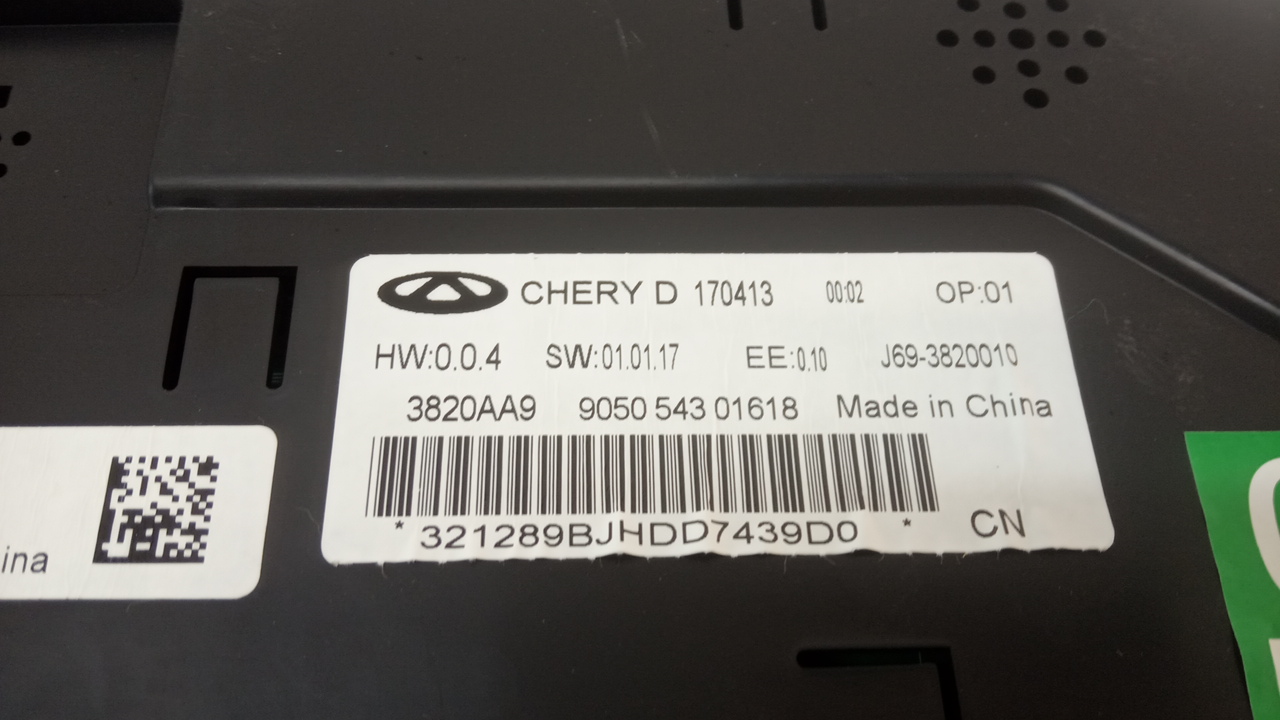 CHERY D 170413 00:02 OP:01
HW:0.0.4 SW:01.01.17 EE:0.10 J69-3820010
3820AA9 9050 543 01618 Made in China
*321289BJHDD7439D0 * CN
ina